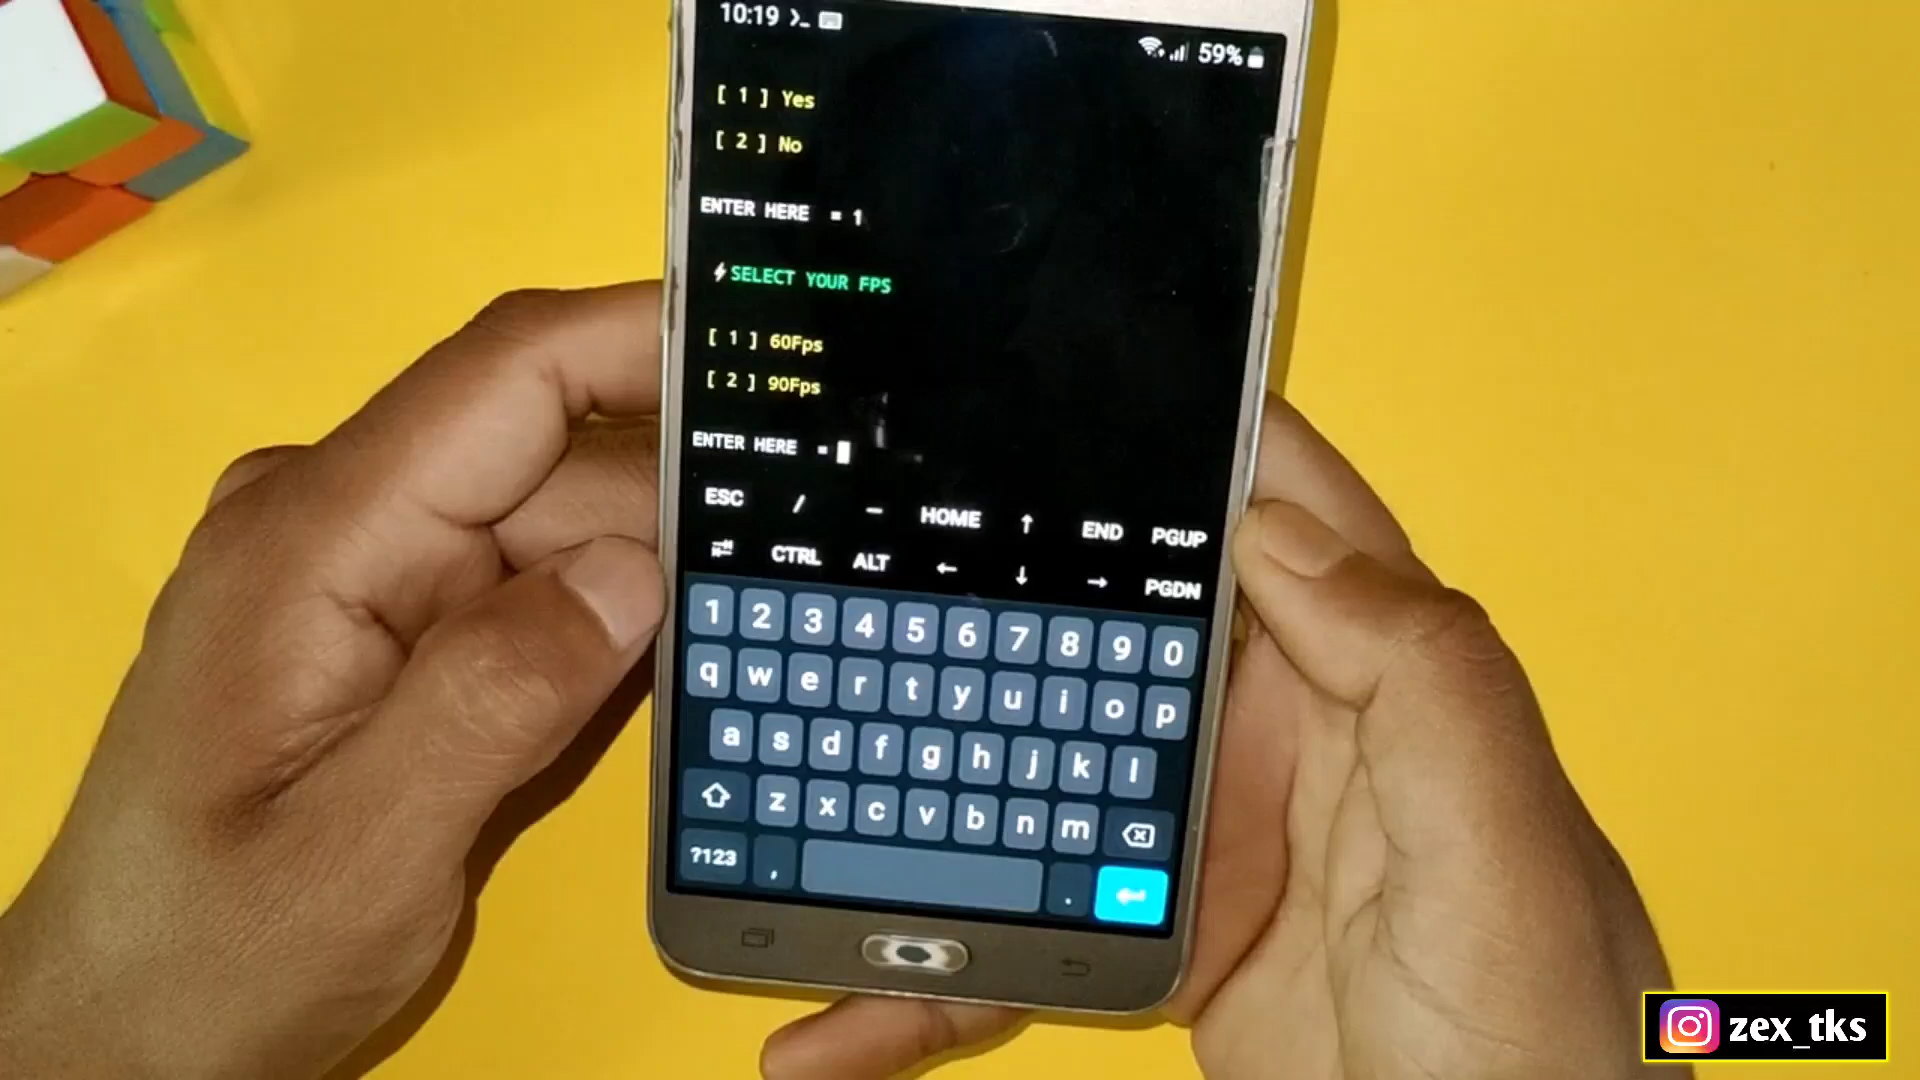 10:19
59%
[ 1 ] Yes
[ 2 ] No
ENTER HERE = 1
⚡SELECT YOUR FPS
[ 1 ] 60Fps
[ 2 ] 90Fps
ENTER HERE =
ESC / – HOME ↑ END PGUP
CTRL ALT ← ↓ → PGDN
1 2 3 4 5 6 7 8 9 0
q w e r t y u i o p
a s d f g h j k l
z x c v b n m
?123 , .
zex_tks